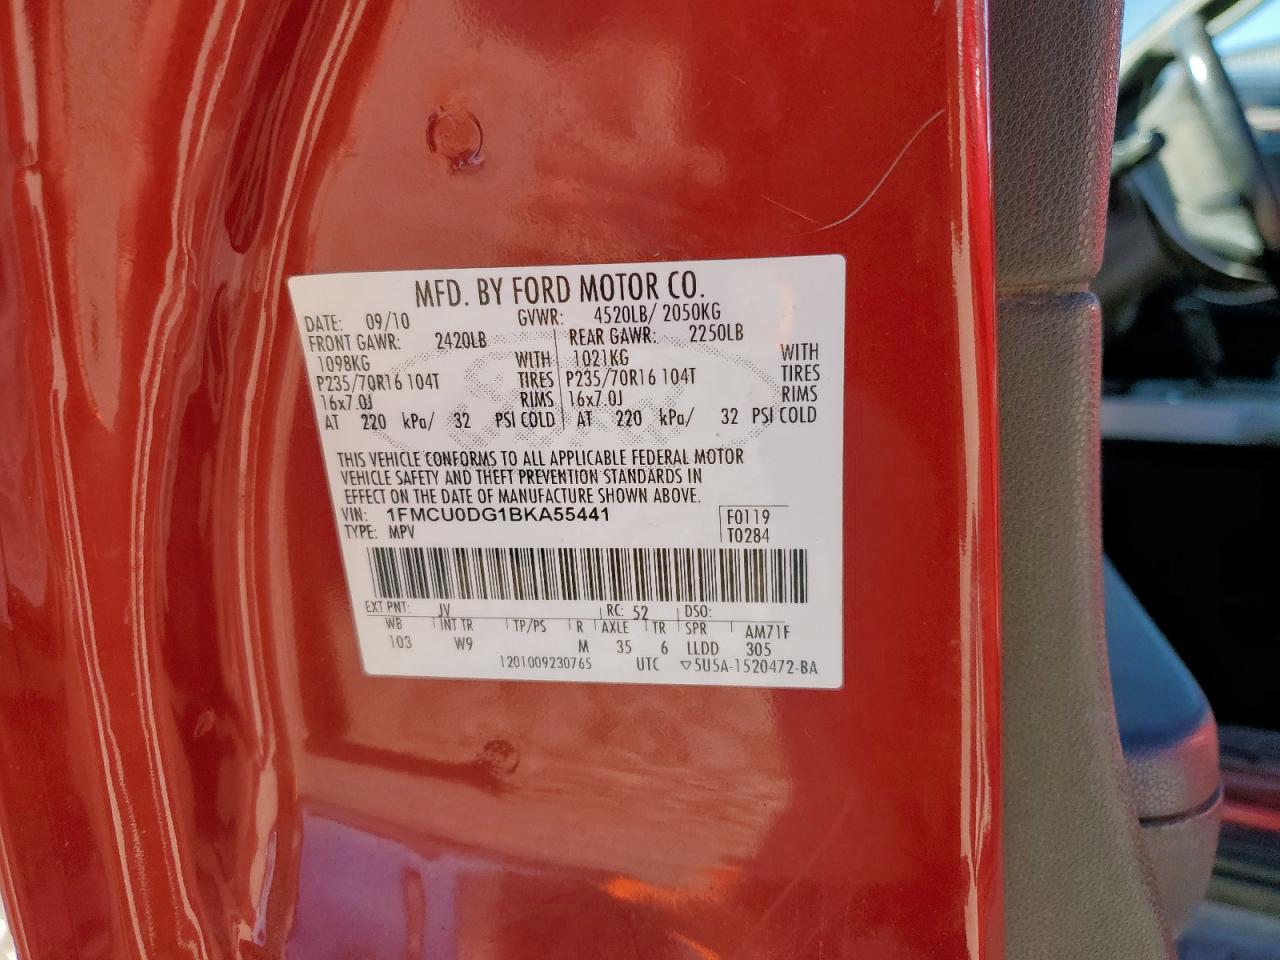 MFD. BY FORD MOTOR CO.
DATE: 09/10 GVWR: 4520LB/ 2050KG
FRONT GAWR: 2420LB REAR GAWR: 2250LB
1098KG WITH 1021KG WITH
P235/70R16 104T TIRES P235/70R16 104T TIRES
16x7.0J RIMS 16x7.0J RIMS
AT 220 kPa/ 32 PSI COLD AT 220 kPa/ 32 PSI COLD
THIS VEHICLE CONFORMS TO ALL APPLICABLE FEDERAL MOTOR
VEHICLE SAFETY AND THEFT PREVENTION STANDARDS IN
EFFECT ON THE DATE OF MANUFACTURE SHOWN ABOVE.
VIN: 1FMCU0DG1BKA55441 F0119
TYPE: MPV T0284
EXT PNT: JV RC: 52 DSO:
WB INT TR TP/PS R AXLE TR SPR AM71F
103 W9 M 35 6 LLDD 305
1201009230765 UTC ▽5U5A-1520472-BA